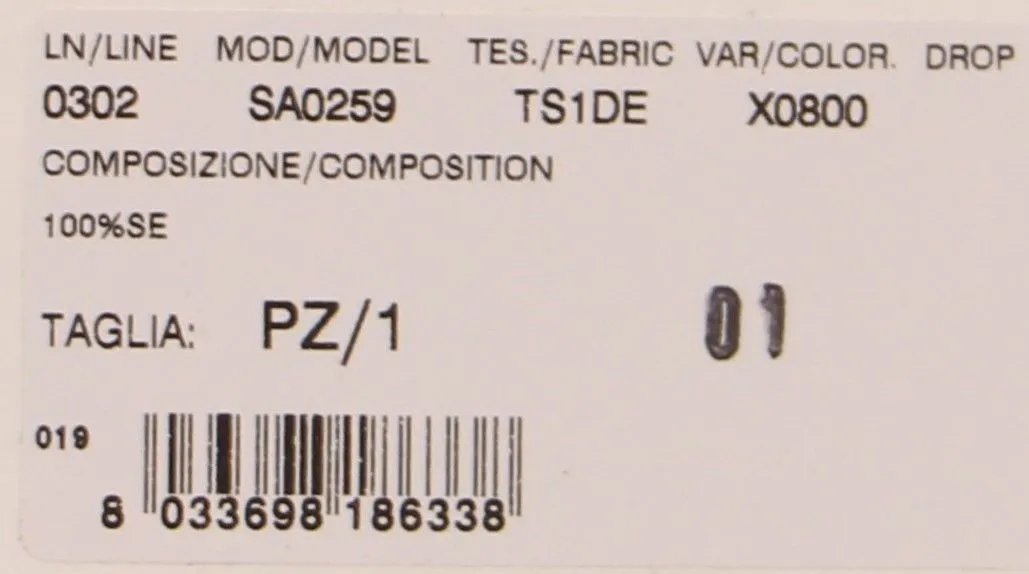 LN/LINE MOD/MODEL TES./FABRIC VAR/COLOR. DROP
0302 SA0259 TS1DE X0800
COMPOSIZIONE/COMPOSITION
100%SE
TAGLIA: PZ/1 01
019
8 033698 186338